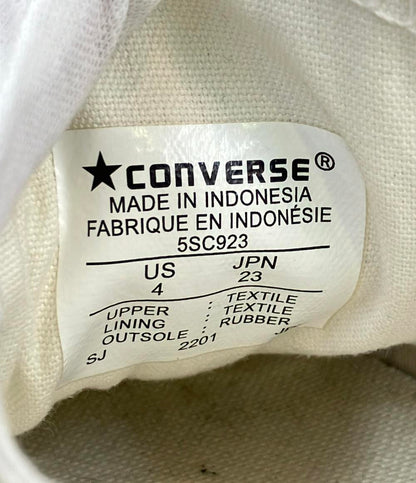 ★CONVERSE®
MADE IN INDONESIA
FABRIQUE EN INDONÉSIE
5SC923
US JPN
4 23
UPPER : TEXTILE
LINING : TEXTILE
OUTSOLE : RUBBER
SJ 2201